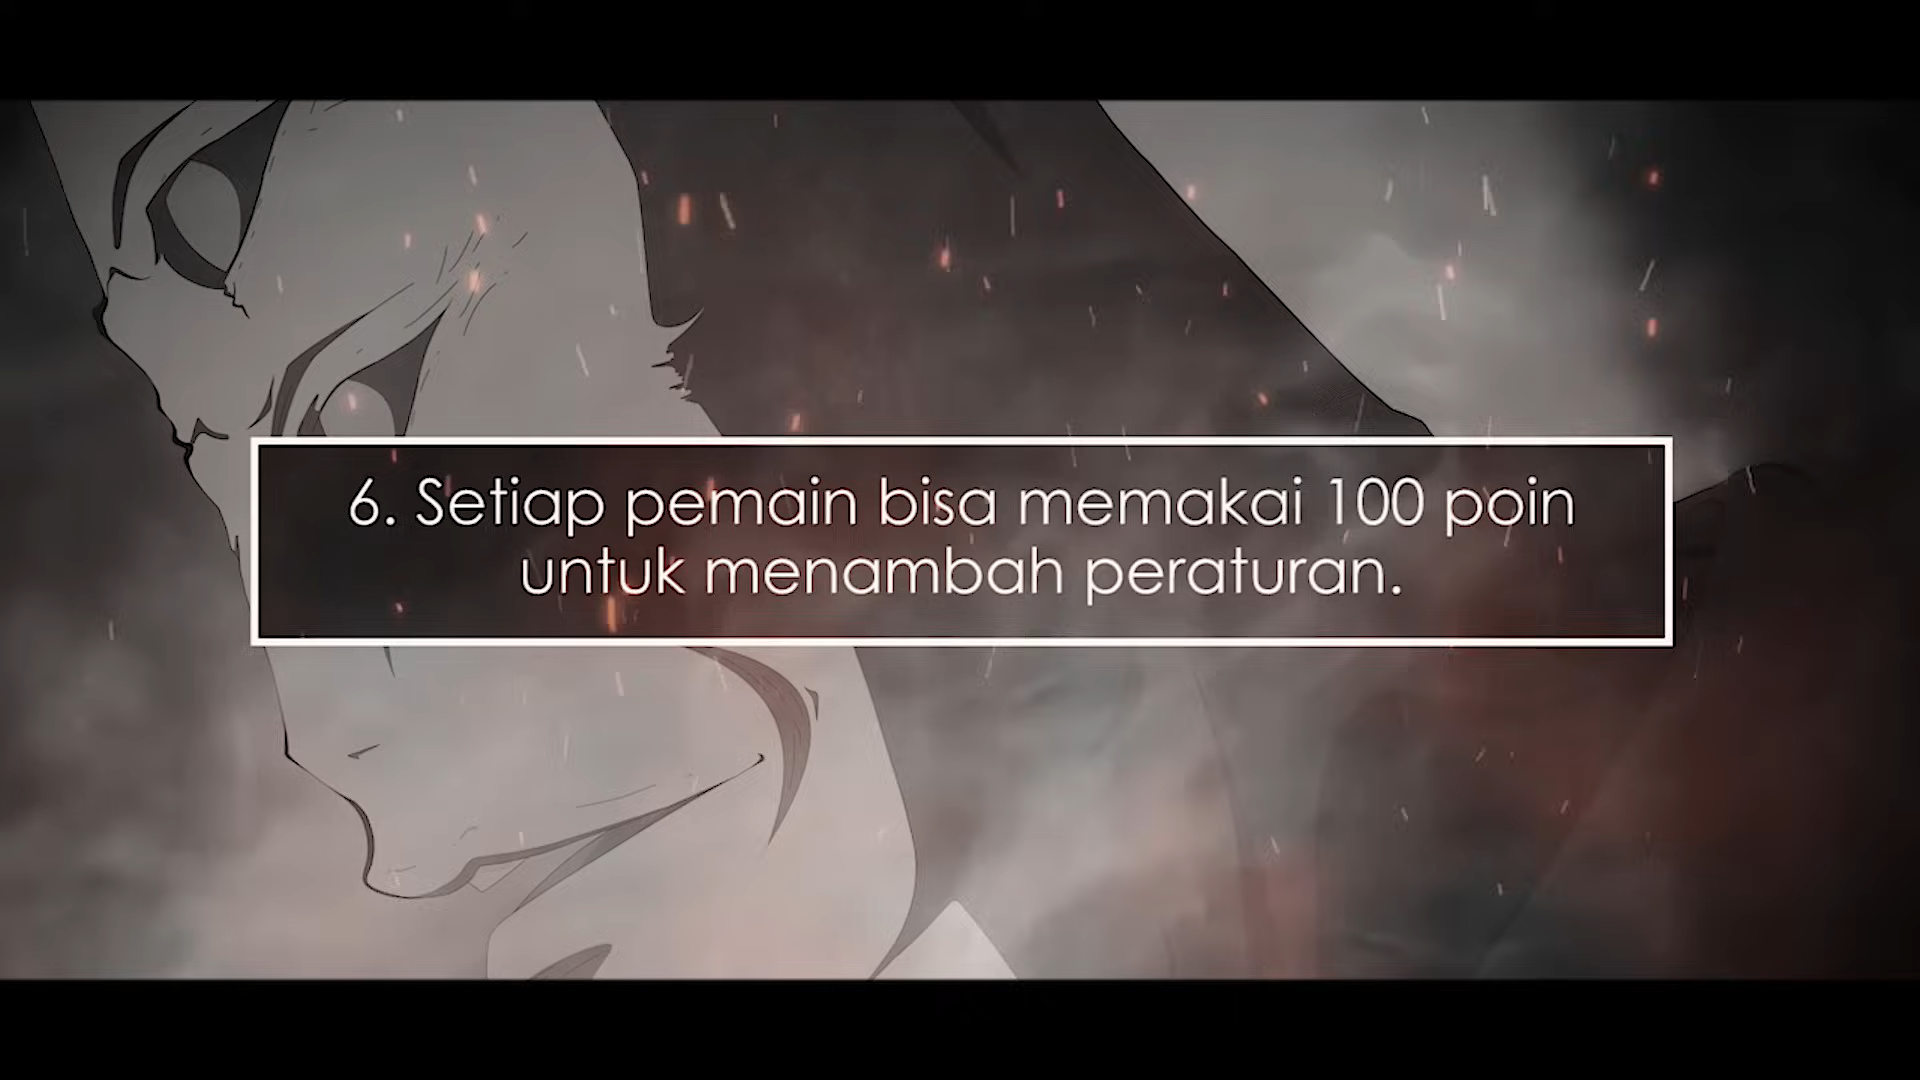 6. Setiap pemain bisa memakai 100 poin
untuk menambah peraturan.